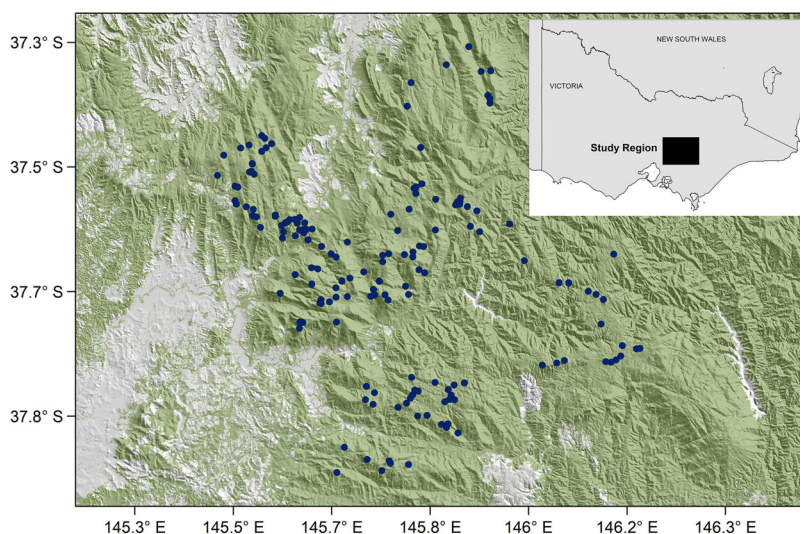 37.3° S
37.5° S
37.7° S
37.8° S
NEW SOUTH WALES
VICTORIA
Study Region
145.3° E 145.5° E 145.7° E 145.8° E 146° E 146.2° E 146.3° E